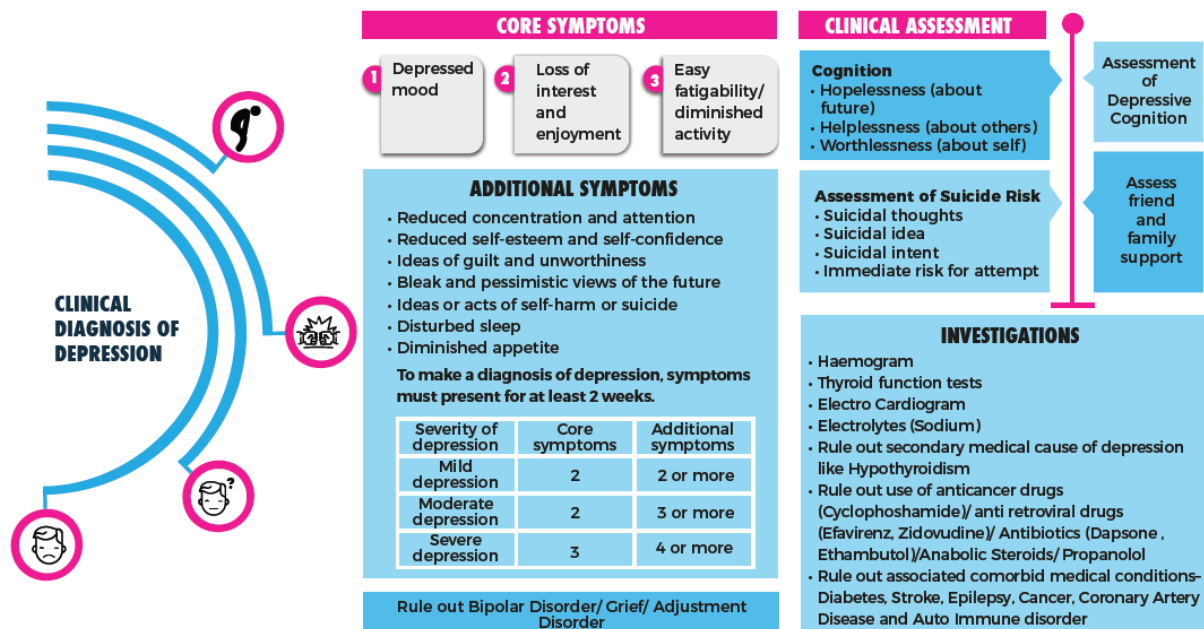 CLINICAL
DIAGNOSIS OF
DEPRESSION
?
CORE SYMPTOMS
1 Depressed
mood
2 Loss of
interest
and
enjoyment
3 Easy
fatigability/
diminished
activity
ADDITIONAL SYMPTOMS
• Reduced concentration and attention
• Reduced self-esteem and self-confidence
• Ideas of guilt and unworthiness
• Bleak and pessimistic views of the future
• Ideas or acts of self-harm or suicide
• Disturbed sleep
• Diminished appetite
To make a diagnosis of depression, symptoms
must present for at least 2 weeks.
Severity of depression Core symptoms Additional symptoms
Mild depression 2 2 or more
Moderate depression 2 3 or more
Severe depression 3 4 or more
Rule out Bipolar Disorder/ Grief/ Adjustment
Disorder
CLINICAL ASSESSMENT
Cognition
• Hopelessness (about
future)
• Helplessness (about others)
• Worthlessness (about self)
Assessment
of
Depressive
Cognition
Assessment of Suicide Risk
• Suicidal thoughts
• Suicidal idea
• Suicidal intent
• Immediate risk for attempt
Assess
friend
and
family
support
INVESTIGATIONS
• Haemogram
• Thyroid function tests
• Electro Cardiogram
• Electrolytes (Sodium)
• Rule out secondary medical cause of depression
like Hypothyroidism
• Rule out use of anticancer drugs
(Cyclophoshamide)/ anti retroviral drugs
(Efavirenz, Zidovudine)/ Antibiotics (Dapsone ,
Ethambutol)/Anabolic Steroids/ Propanolol
• Rule out associated comorbid medical conditions–
Diabetes, Stroke, Epilepsy, Cancer, Coronary Artery
Disease and Auto Immune disorder